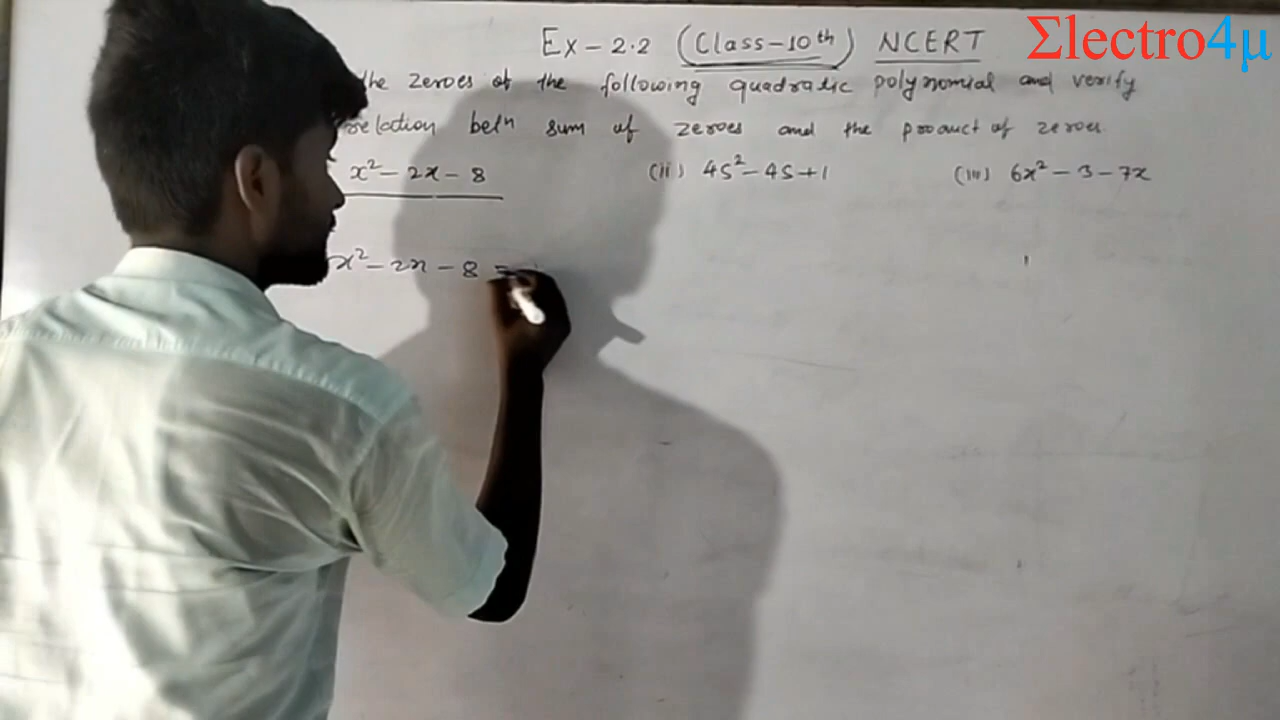 Ex-2.2 (Class-10th) NCERT
Σlectro4μ
the zeroes of the following quadratic polynomial and verify
relation betn sum of zeroes and the product of zeroes.
x²-2x-8 (ii) 4s²-4s+1 (iii) 6x²-3-7x
x²-2x-8 =